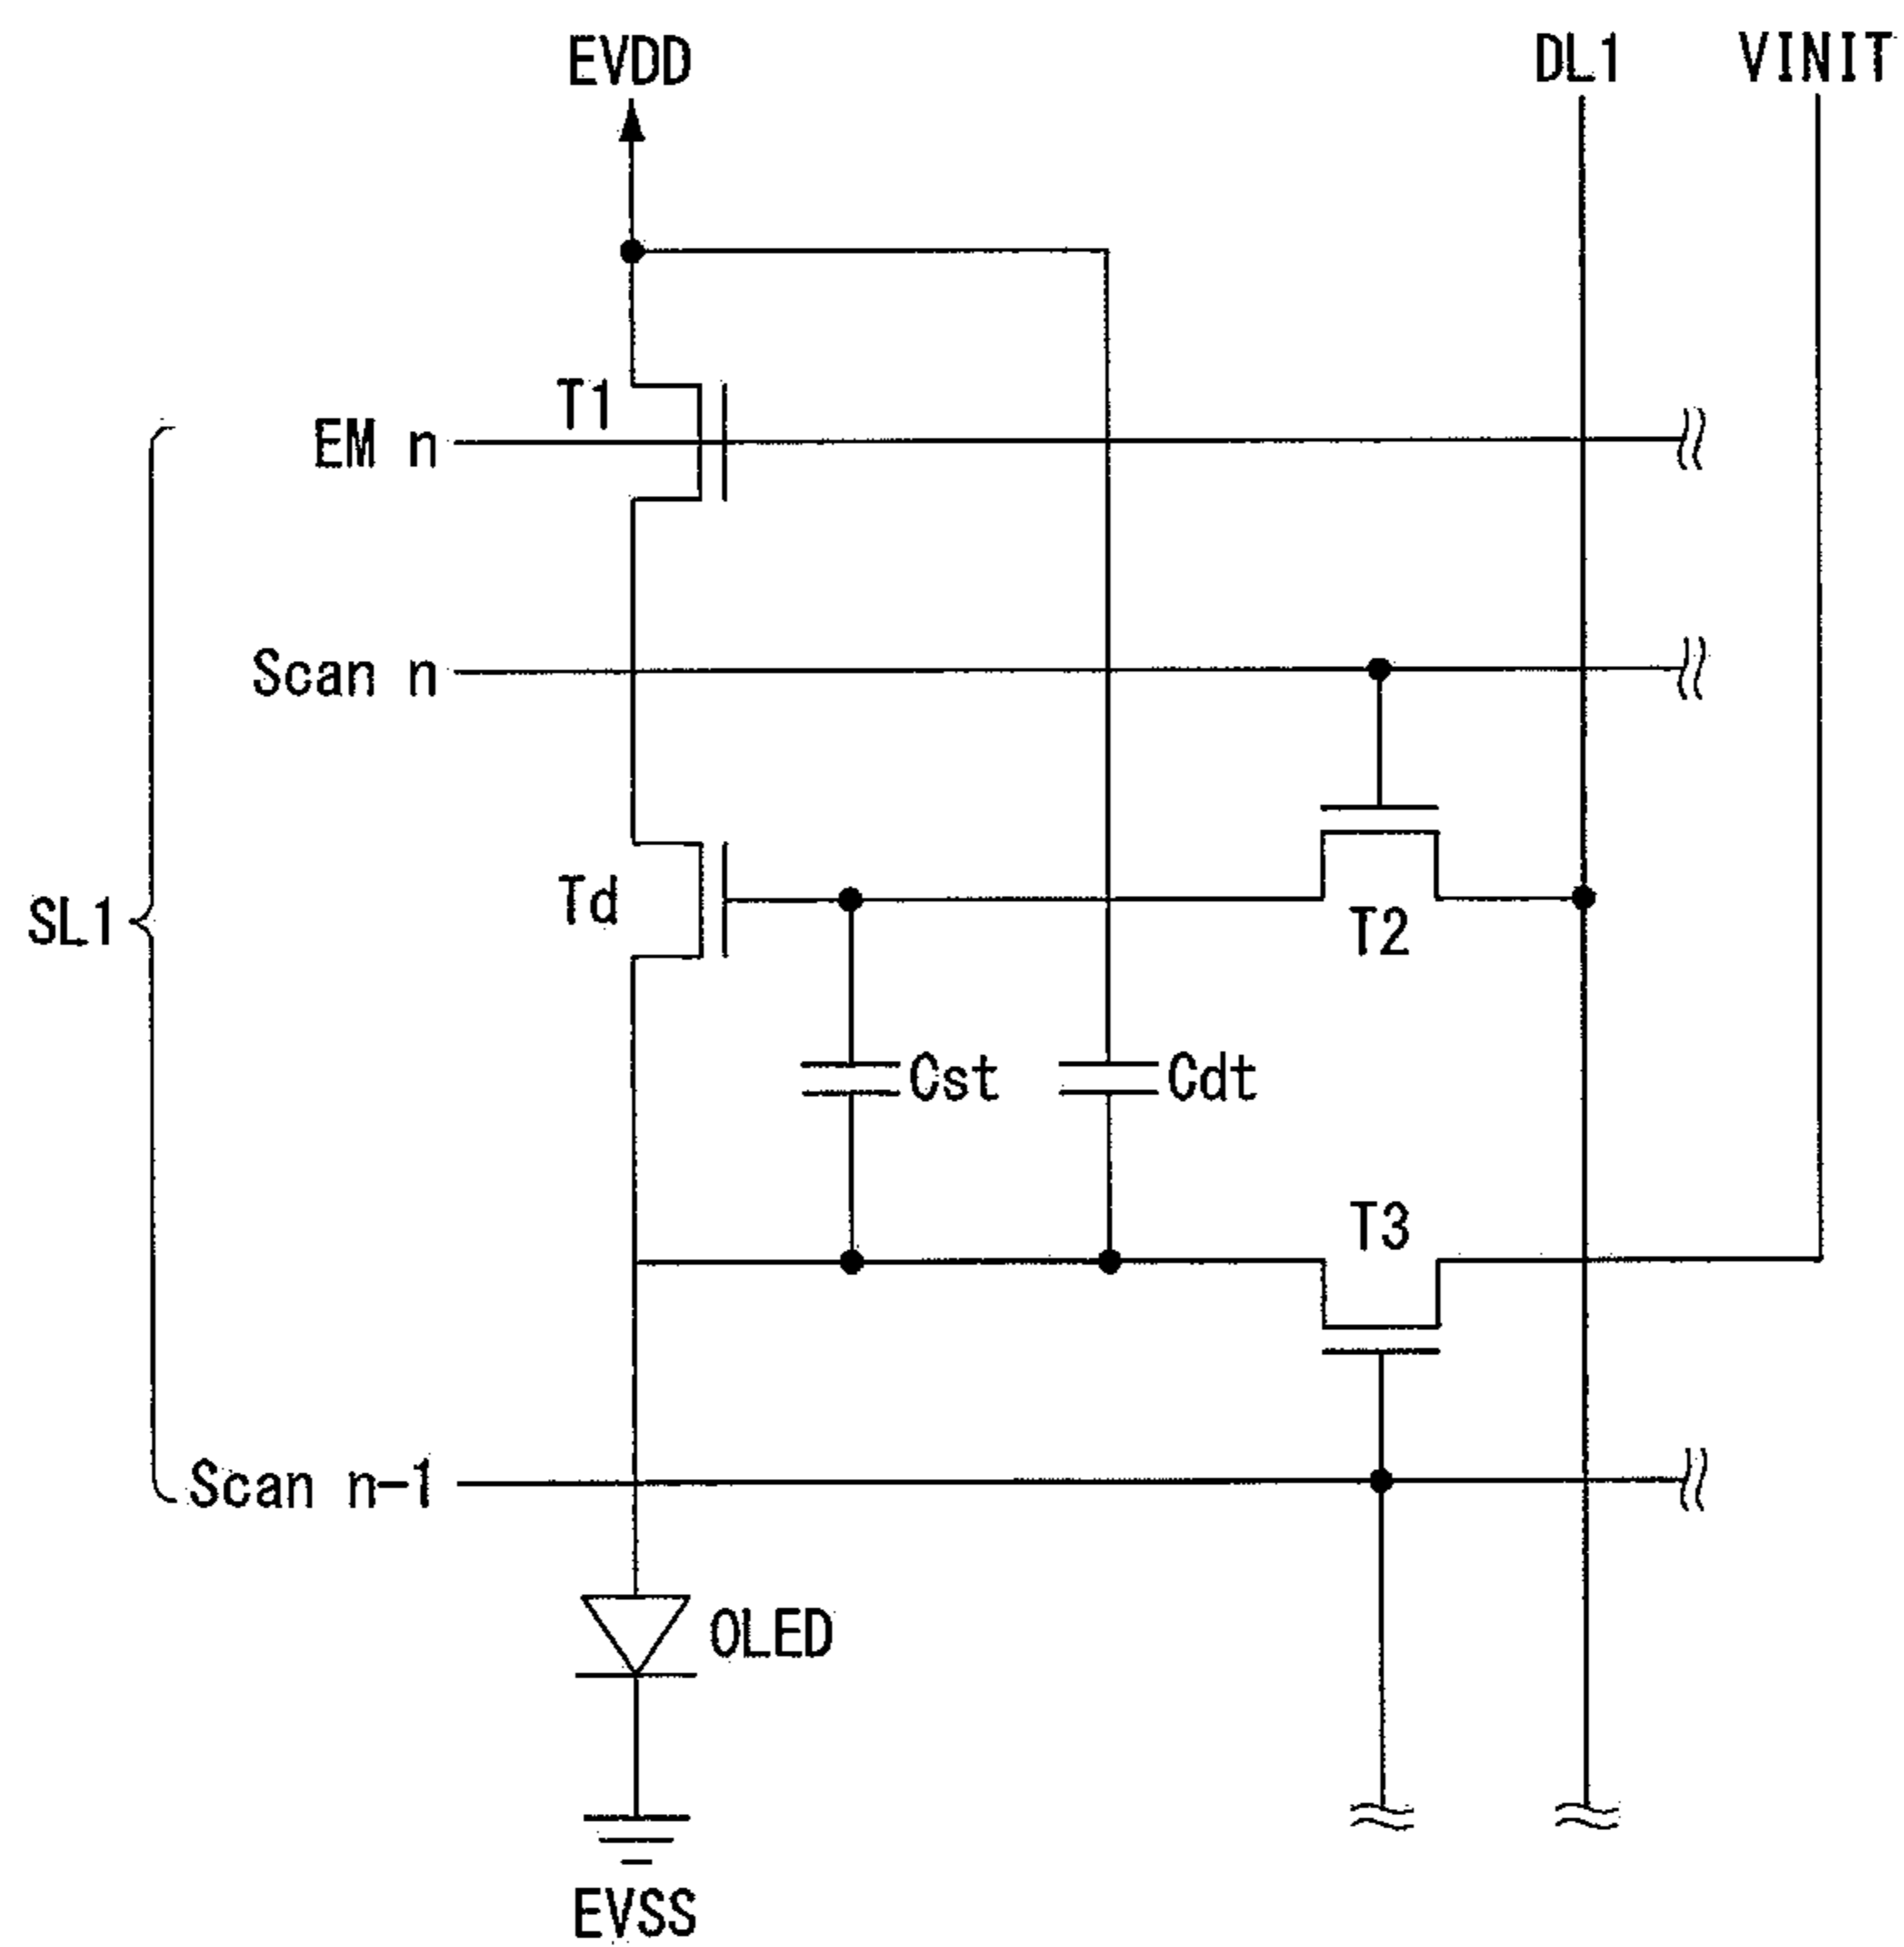 EVDD
DL1
VINIT
T1
EM n
Scan n
Td
SL1
T2
Cst
Cdt
T3
Scan n-1
OLED
EVSS